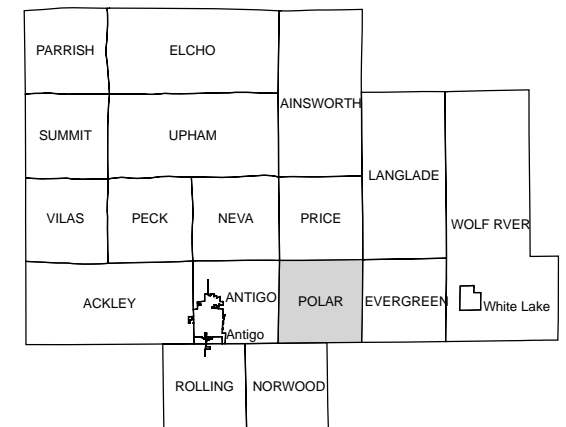 PARRISH
ELCHO
AINSWORTH
SUMMIT
UPHAM
LANGLADE
VILAS
PECK
NEVA
PRICE
WOLF RVER
ACKLEY
ANTIGO
POLAR
EVERGREEN
White Lake
Antigo
ROLLING
NORWOOD